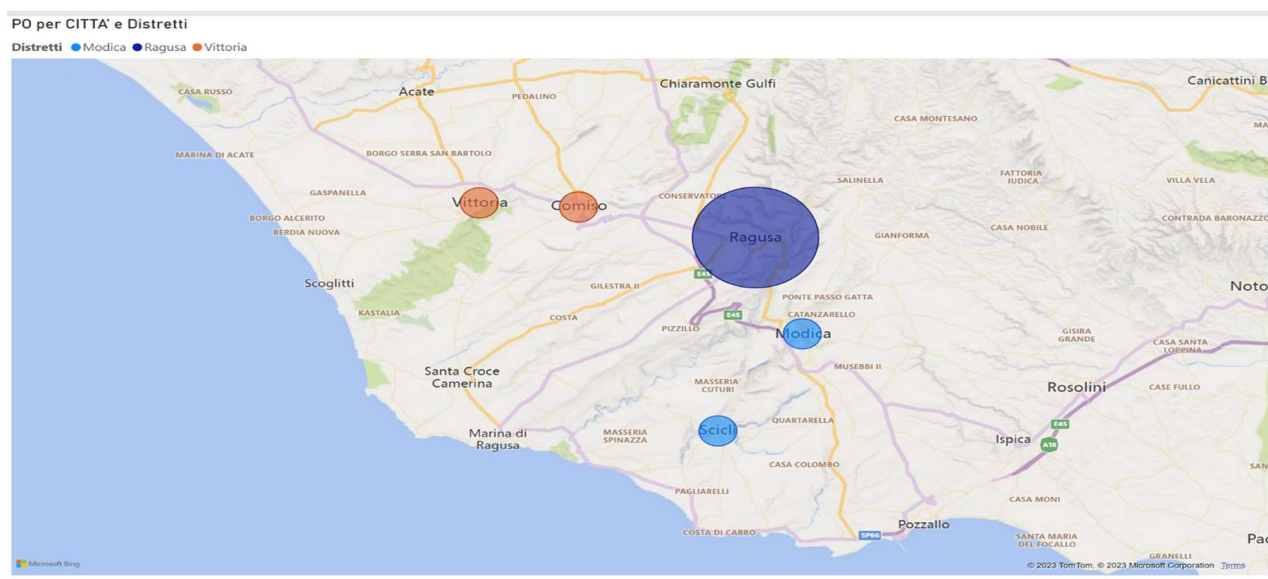 PO per CITTA' e Distretti
Distretti Modica Ragusa Vittoria
Chiaramonte Gulfi
Canicattini B
CASA RUSSO
Acate
PEDALINO
CASA MONTESANO
MA
MARINA DI ACATE
BORGO SERRA SAN BARTOLO
FATTORIA
IUDICA
SALINELLA
VILLA VELA
GASPANELLA
CONSERVATORE
Vittoria
Comiso
BORGO ALCERITO
CONTRADA BARONAZZO
BERDIA NUOVA
Ragusa
GIANFORMA
CASA NOBILE
E45
Scoglitti
GILESTRA II
Noto
PONTE PASSO GATTA
KASTALIA
COSTA
E45
CATANZARELLO
PIZZILLO
Modica
GISIRA
GRANDE
CASA SANTA
LOPPINA
Santa Croce
Camerina
MUSEBBI II
MASSERIA
CUTURI
Rosolini
CASE FULLO
QUARTARELLA
E45
Marina di
Ragusa
MASSERIA
SPINAZZA
Scicli
Ispica
A18
CASA COLOMBO
SAN
PAGLIARELLI
CASA MONI
COSTA DI CARRO
SP66
Pozzallo
SANTA MARIA
DEL FOCALLO
Pac
GRANELLI
Microsoft Bing
© 2023 TomTom, © 2023 Microsoft Corporation Terms